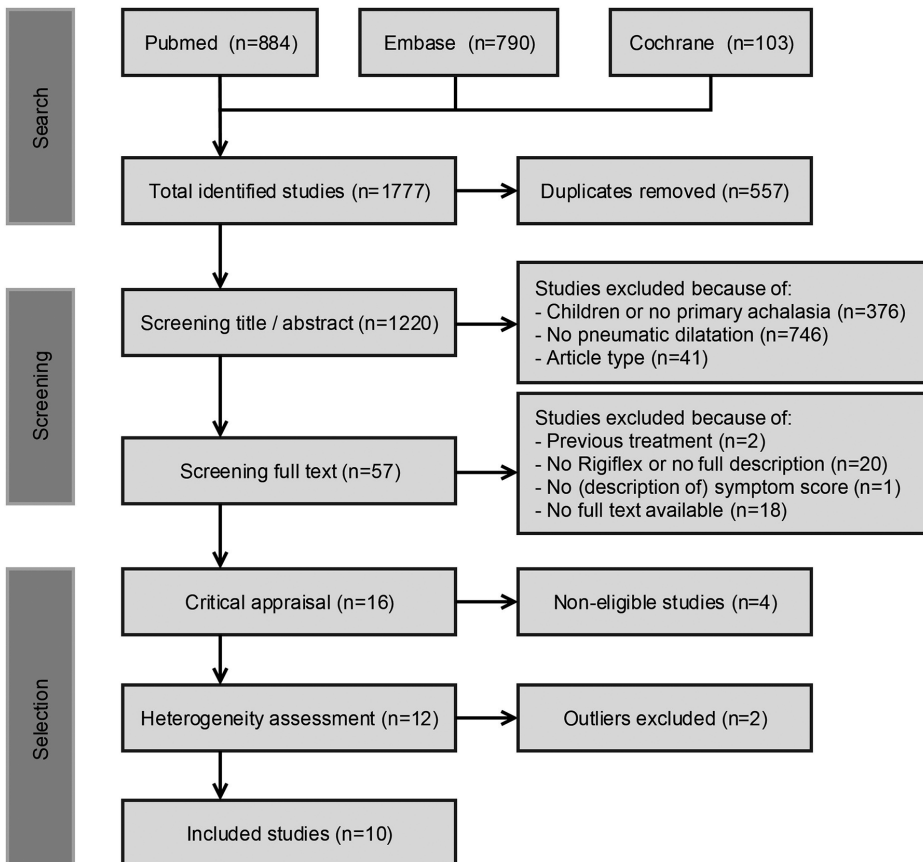 Search
Pubmed (n=884)
Embase (n=790)
Cochrane (n=103)
Total identified studies (n=1777)
Duplicates removed (n=557)
Screening
Screening title / abstract (n=1220)
Studies excluded because of:
- Children or no primary achalasia (n=376)
- No pneumatic dilatation (n=746)
- Article type (n=41)
Screening full text (n=57)
Studies excluded because of:
- Previous treatment (n=2)
- No Rigiflex or no full description (n=20)
- No (description of) symptom score (n=1)
- No full text available (n=18)
Selection
Critical appraisal (n=16)
Non-eligible studies (n=4)
Heterogeneity assessment (n=12)
Outliers excluded (n=2)
Included studies (n=10)